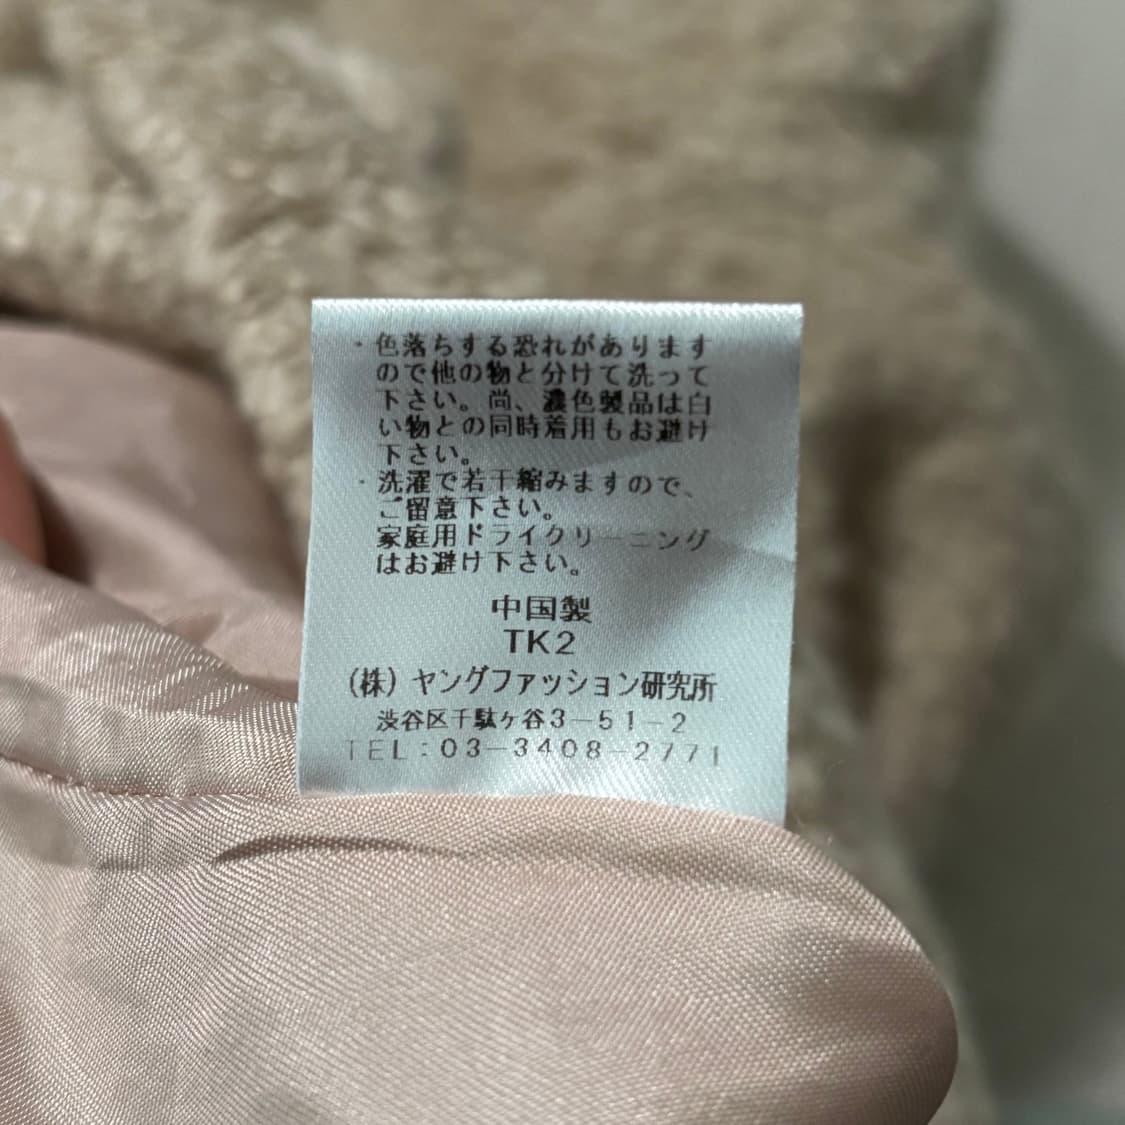 ・色落ちする恐れがあります
ので他の物と分けて洗って
下さい。尚、濃色製品は白
い物との同時着用もお避け
下さい。
・洗濯で若干縮みますので、
ご留意下さい。
家庭用ドライクリーニング
はお避け下さい。
中国製
TK2
(株)ヤングファッション研究所
渋谷区千駄ヶ谷3-51-2
TEL:03-3408-2771